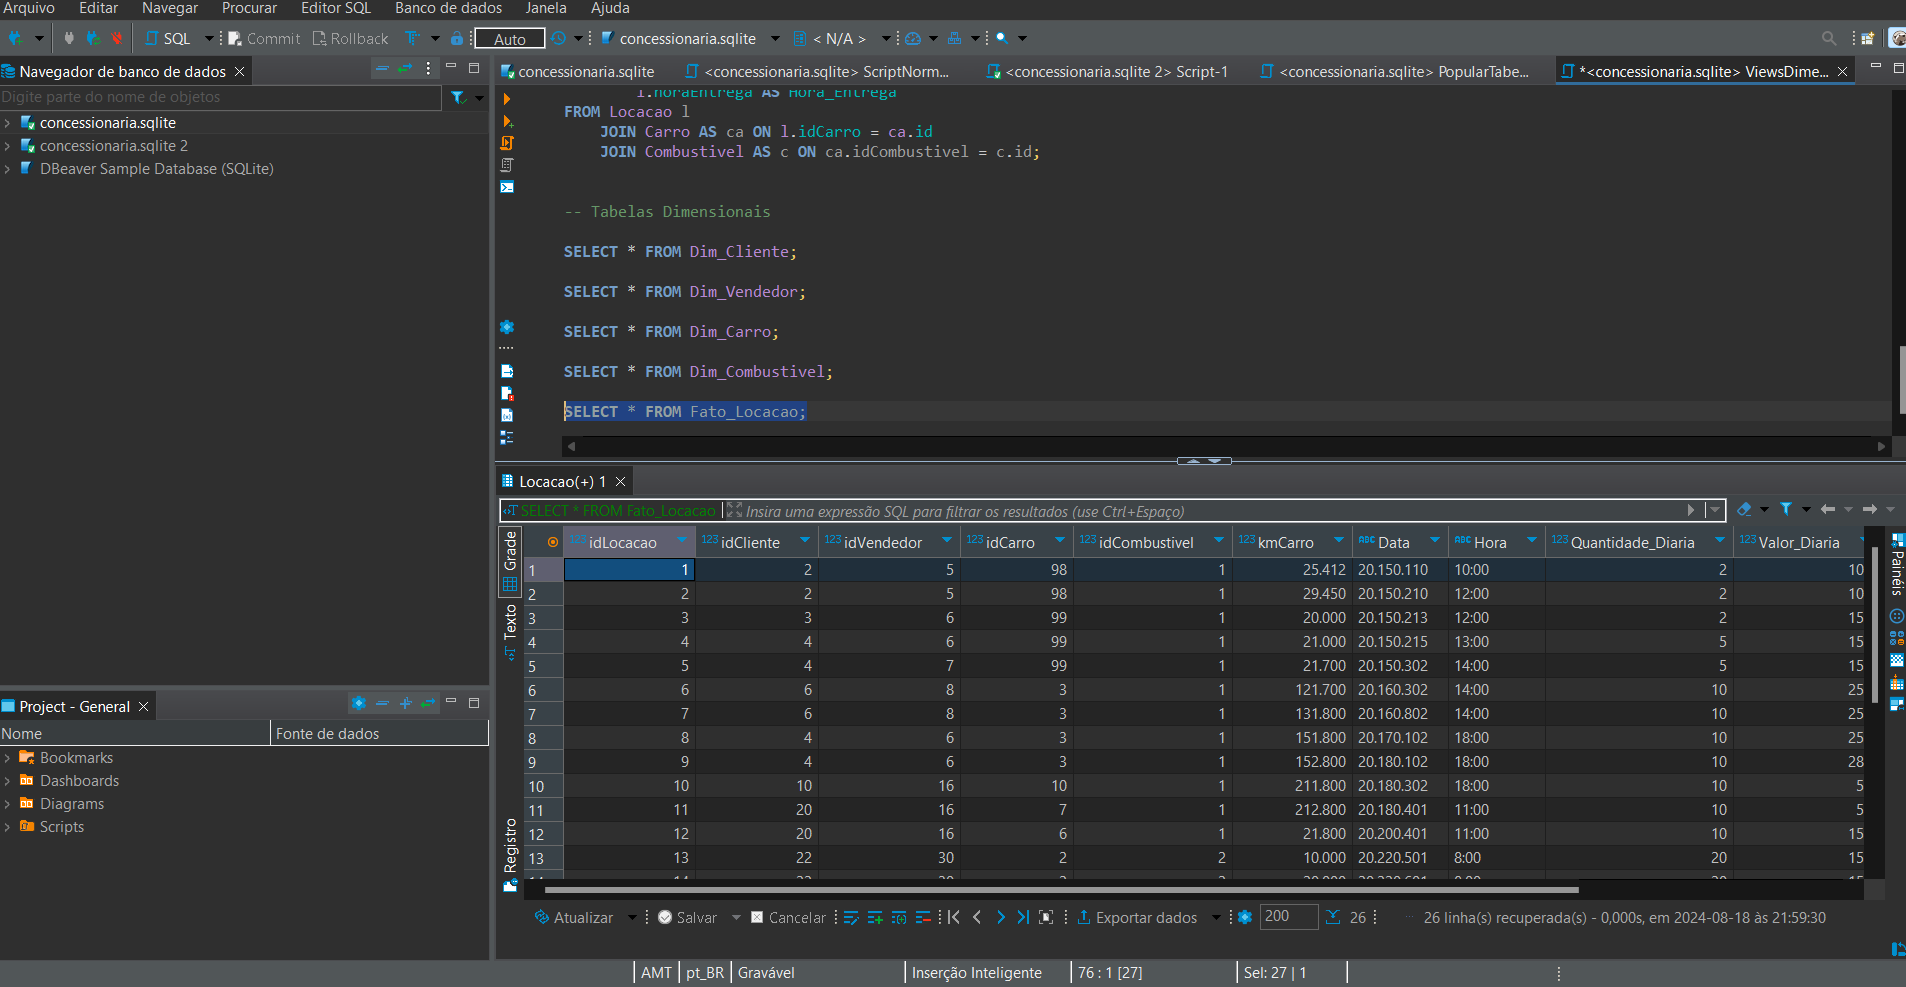 Arquivo Editar Navegar Procurar Editor SQL Banco de dados Janela Ajuda
SQL Commit Rollback Auto concessionaria.sqlite < N/A >
Navegador de banco de dados
Digite parte do nome de objetos
concessionaria.sqlite
concessionaria.sqlite 2
DBeaver Sample Database (SQLite)
Project - General
Nome Fonte de dados
Bookmarks
Dashboards
Diagrams
Scripts
concessionaria.sqlite <concessionaria.sqlite> ScriptNorm... <concessionaria.sqlite 2> Script-1 <concessionaria.sqlite> PopularTabe... *<concessionaria.sqlite> ViewsDime...
l.horaEntrega AS Hora_Entrega
FROM Locacao l
JOIN Carro AS ca ON l.idCarro = ca.id
JOIN Combustivel AS c ON ca.idCombustivel = c.id;
-- Tabelas Dimensionais
SELECT * FROM Dim_Cliente;
SELECT * FROM Dim_Vendedor;
SELECT * FROM Dim_Carro;
SELECT * FROM Dim_Combustivel;
SELECT * FROM Fato_Locacao;
Locacao(+) 1
SELECT * FROM Fato_Locacao Insira uma expressão SQL para filtrar os resultados (use Ctrl+Espaço)
Grade
Texto
Registro
Painéis
123 idLocacao 123 idCliente 123 idVendedor 123 idCarro 123 idCombustivel 123 kmCarro ABC Data ABC Hora 123 Quantidade_Diaria 123 Valor_Diaria
1 1 2 5 98 1 25.412 20.150.110 10:00 2 10
2 2 2 5 98 1 29.450 20.150.210 12:00 2 10
3 3 3 6 99 1 20.000 20.150.213 12:00 2 15
4 4 4 6 99 1 21.000 20.150.215 13:00 5 15
5 5 4 7 99 1 21.700 20.150.302 14:00 5 15
6 6 6 8 3 1 121.700 20.160.302 14:00 10 25
7 7 6 8 3 1 131.800 20.160.802 14:00 10 25
8 8 4 6 3 1 151.800 20.170.102 18:00 10 25
9 9 4 6 3 1 152.800 20.180.102 18:00 10 28
10 10 10 16 10 1 211.800 20.180.302 18:00 10 5
11 11 20 16 7 1 212.800 20.180.401 11:00 10 5
12 12 20 16 6 1 21.800 20.200.401 11:00 10 15
13 13 22 30 2 2 10.000 20.220.501 8:00 20 15
Atualizar Salvar Cancelar Exportar dados 200 26 26 linha(s) recuperada(s) - 0,000s, em 2024-08-18 às 21:59:30
AMT pt_BR Gravável Inserção Inteligente 76 : 1 [27] Sel: 27 | 1